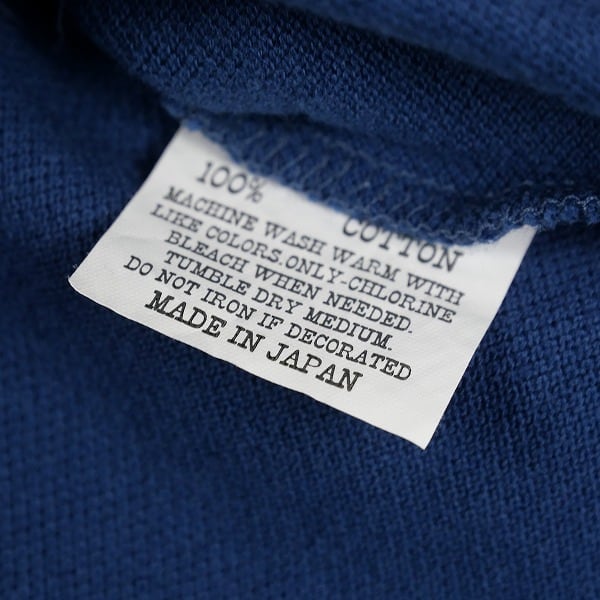 100% COTTON
MACHINE WASH WARM WITH
LIKE COLORS.ONLY-CHLORINE
BLEACH WHEN NEEDED.
TUMBLE DRY MEDIUM.
DO NOT IRON IF DECORATED
MADE IN JAPAN